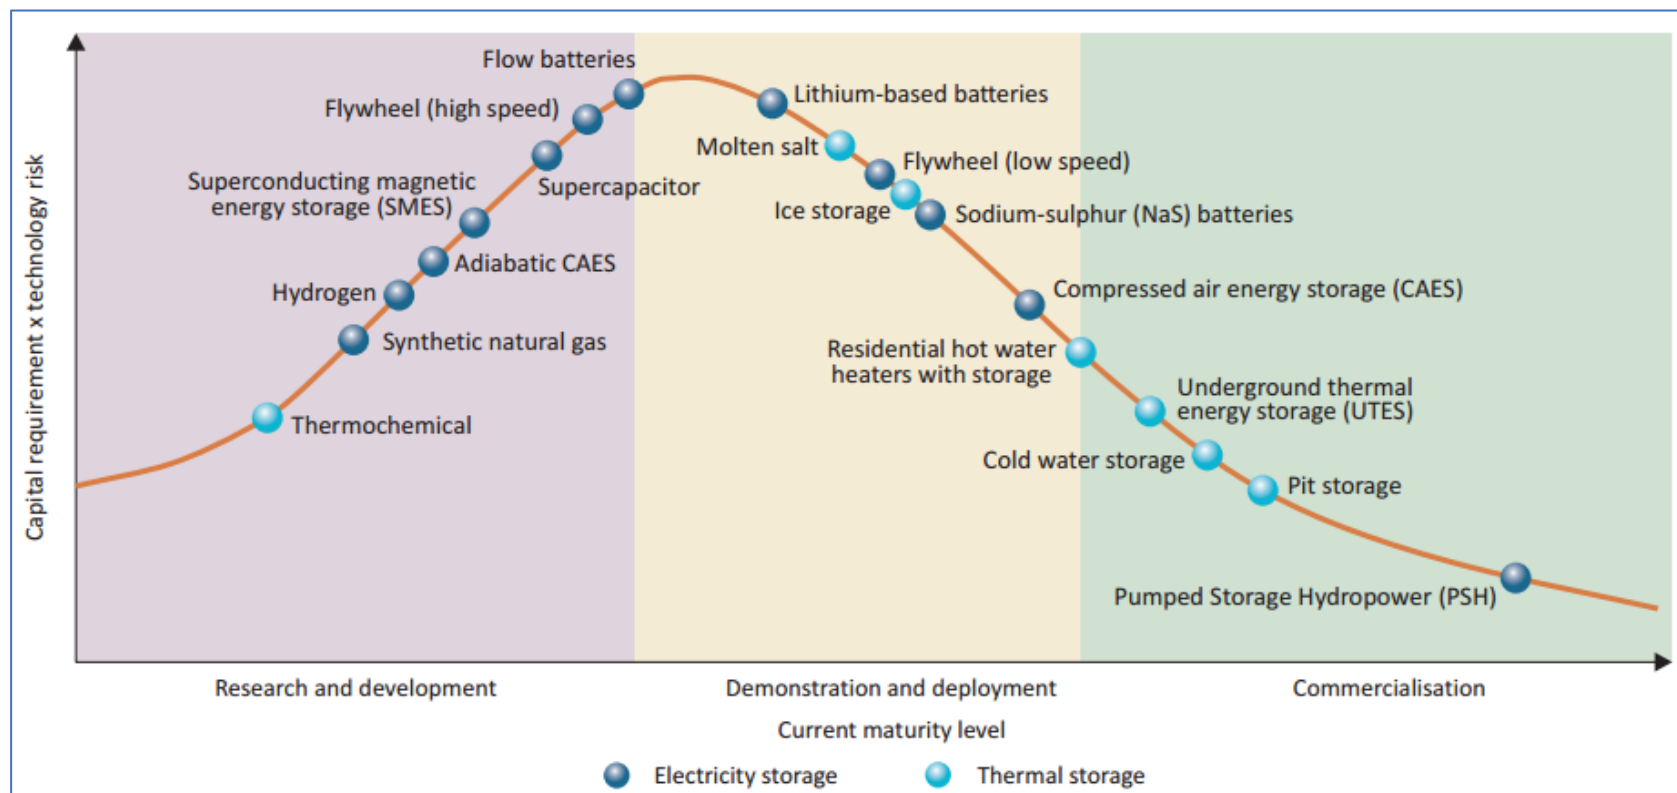 Capital requirement x technology risk
Flow batteries
Flywheel (high speed)
Superconducting magnetic
energy storage (SMES)
Supercapacitor
Adiabatic CAES
Hydrogen
Synthetic natural gas
Thermochemical
Lithium-based batteries
Molten salt
Flywheel (low speed)
Ice storage
Sodium-sulphur (NaS) batteries
Compressed air energy storage (CAES)
Residential hot water
heaters with storage
Underground thermal
energy storage (UTES)
Cold water storage
Pit storage
Pumped Storage Hydropower (PSH)
Research and development
Demonstration and deployment
Commercialisation
Current maturity level
Electricity storage
Thermal storage